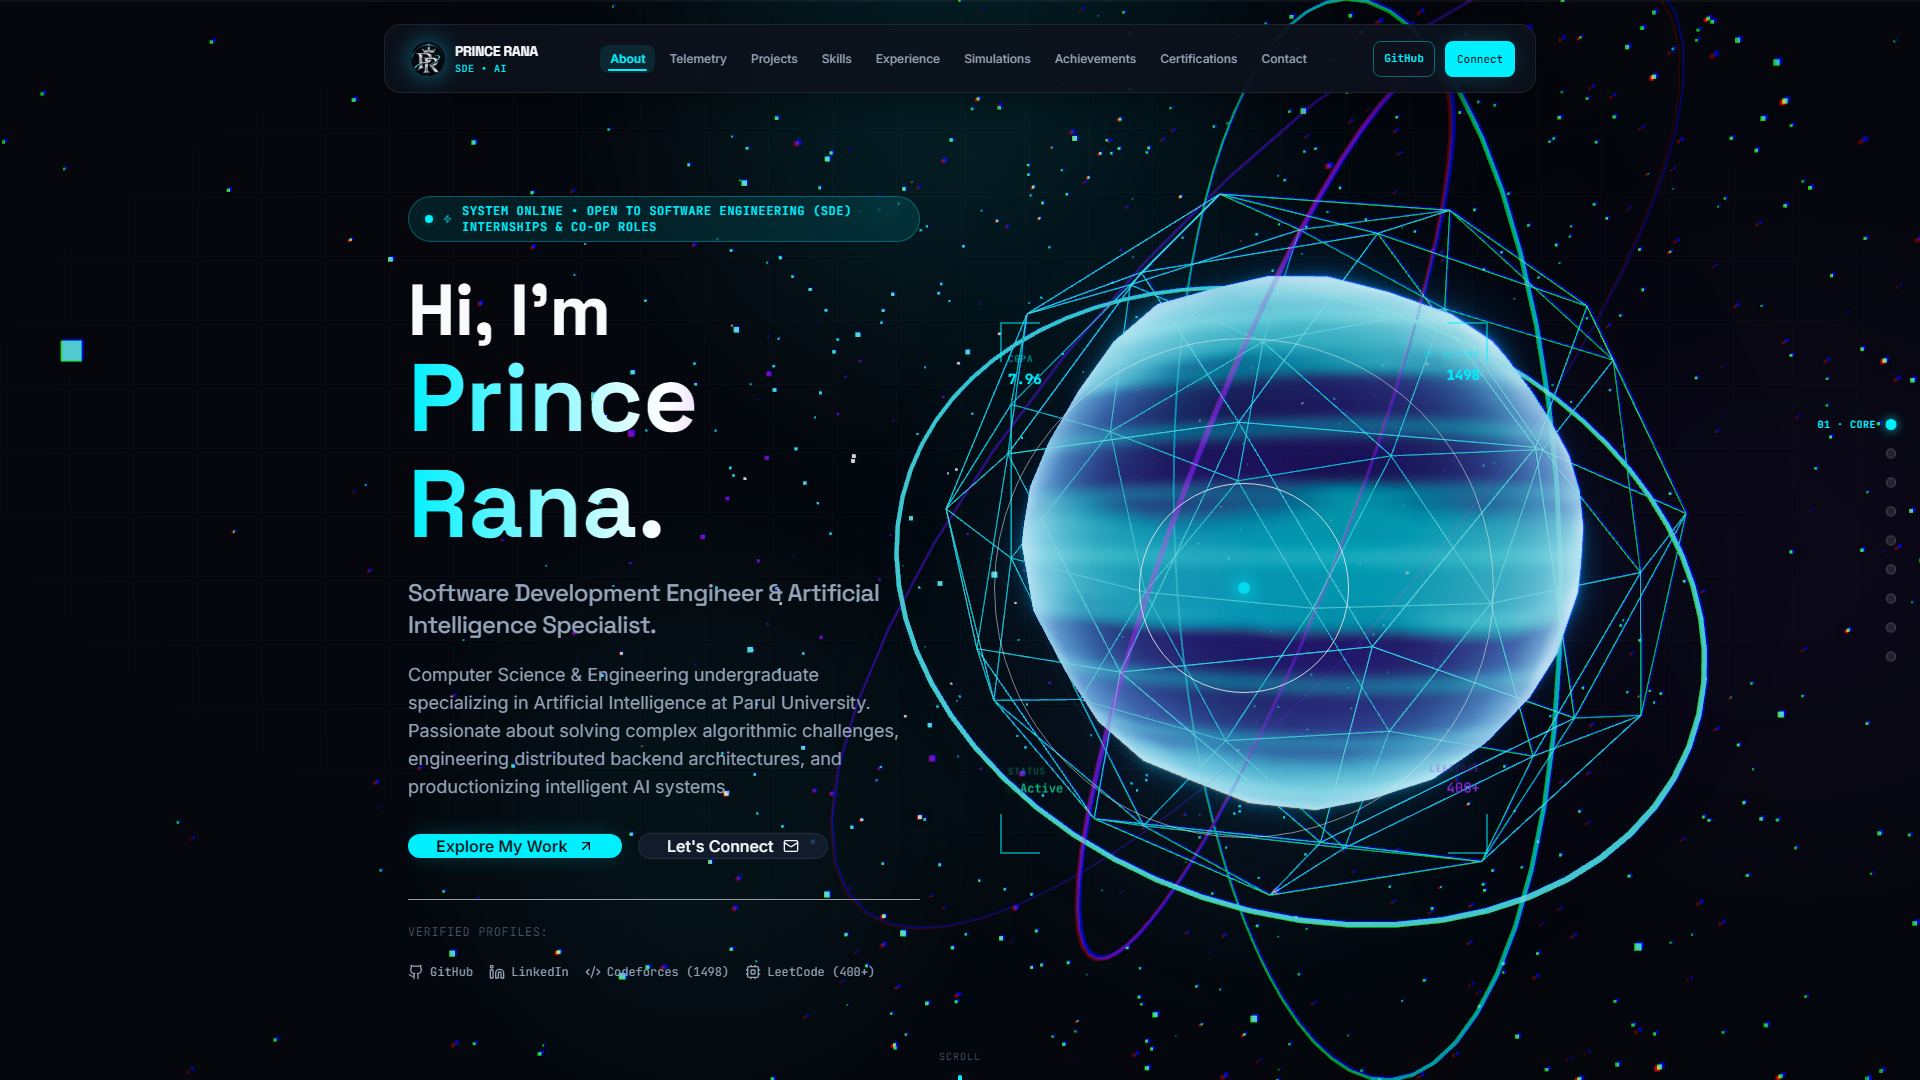 PRINCE RANA
SDE • AI
About
Telemetry
Projects
Skills
Experience
Simulations
Achievements
Certifications
Contact
GitHub
Connect
SYSTEM ONLINE • OPEN TO SOFTWARE ENGINEERING (SDE)
INTERNSHIPS & CO-OP ROLES
Hi, I’m
Prince
Rana.
Software Development Engineer & Artificial
Intelligence Specialist.
Computer Science & Engineering undergraduate
specializing in Artificial Intelligence at Parul University.
Passionate about solving complex algorithmic challenges,
engineering distributed backend architectures, and
productionizing intelligent AI systems.
Explore My Work
Let's Connect
VERIFIED PROFILES:
GitHub
LinkedIn
Codeforces (1498)
LeetCode (400+)
CGPA
7.96
1498
STATUS
Active
400+
01 · CORE
SCROLL